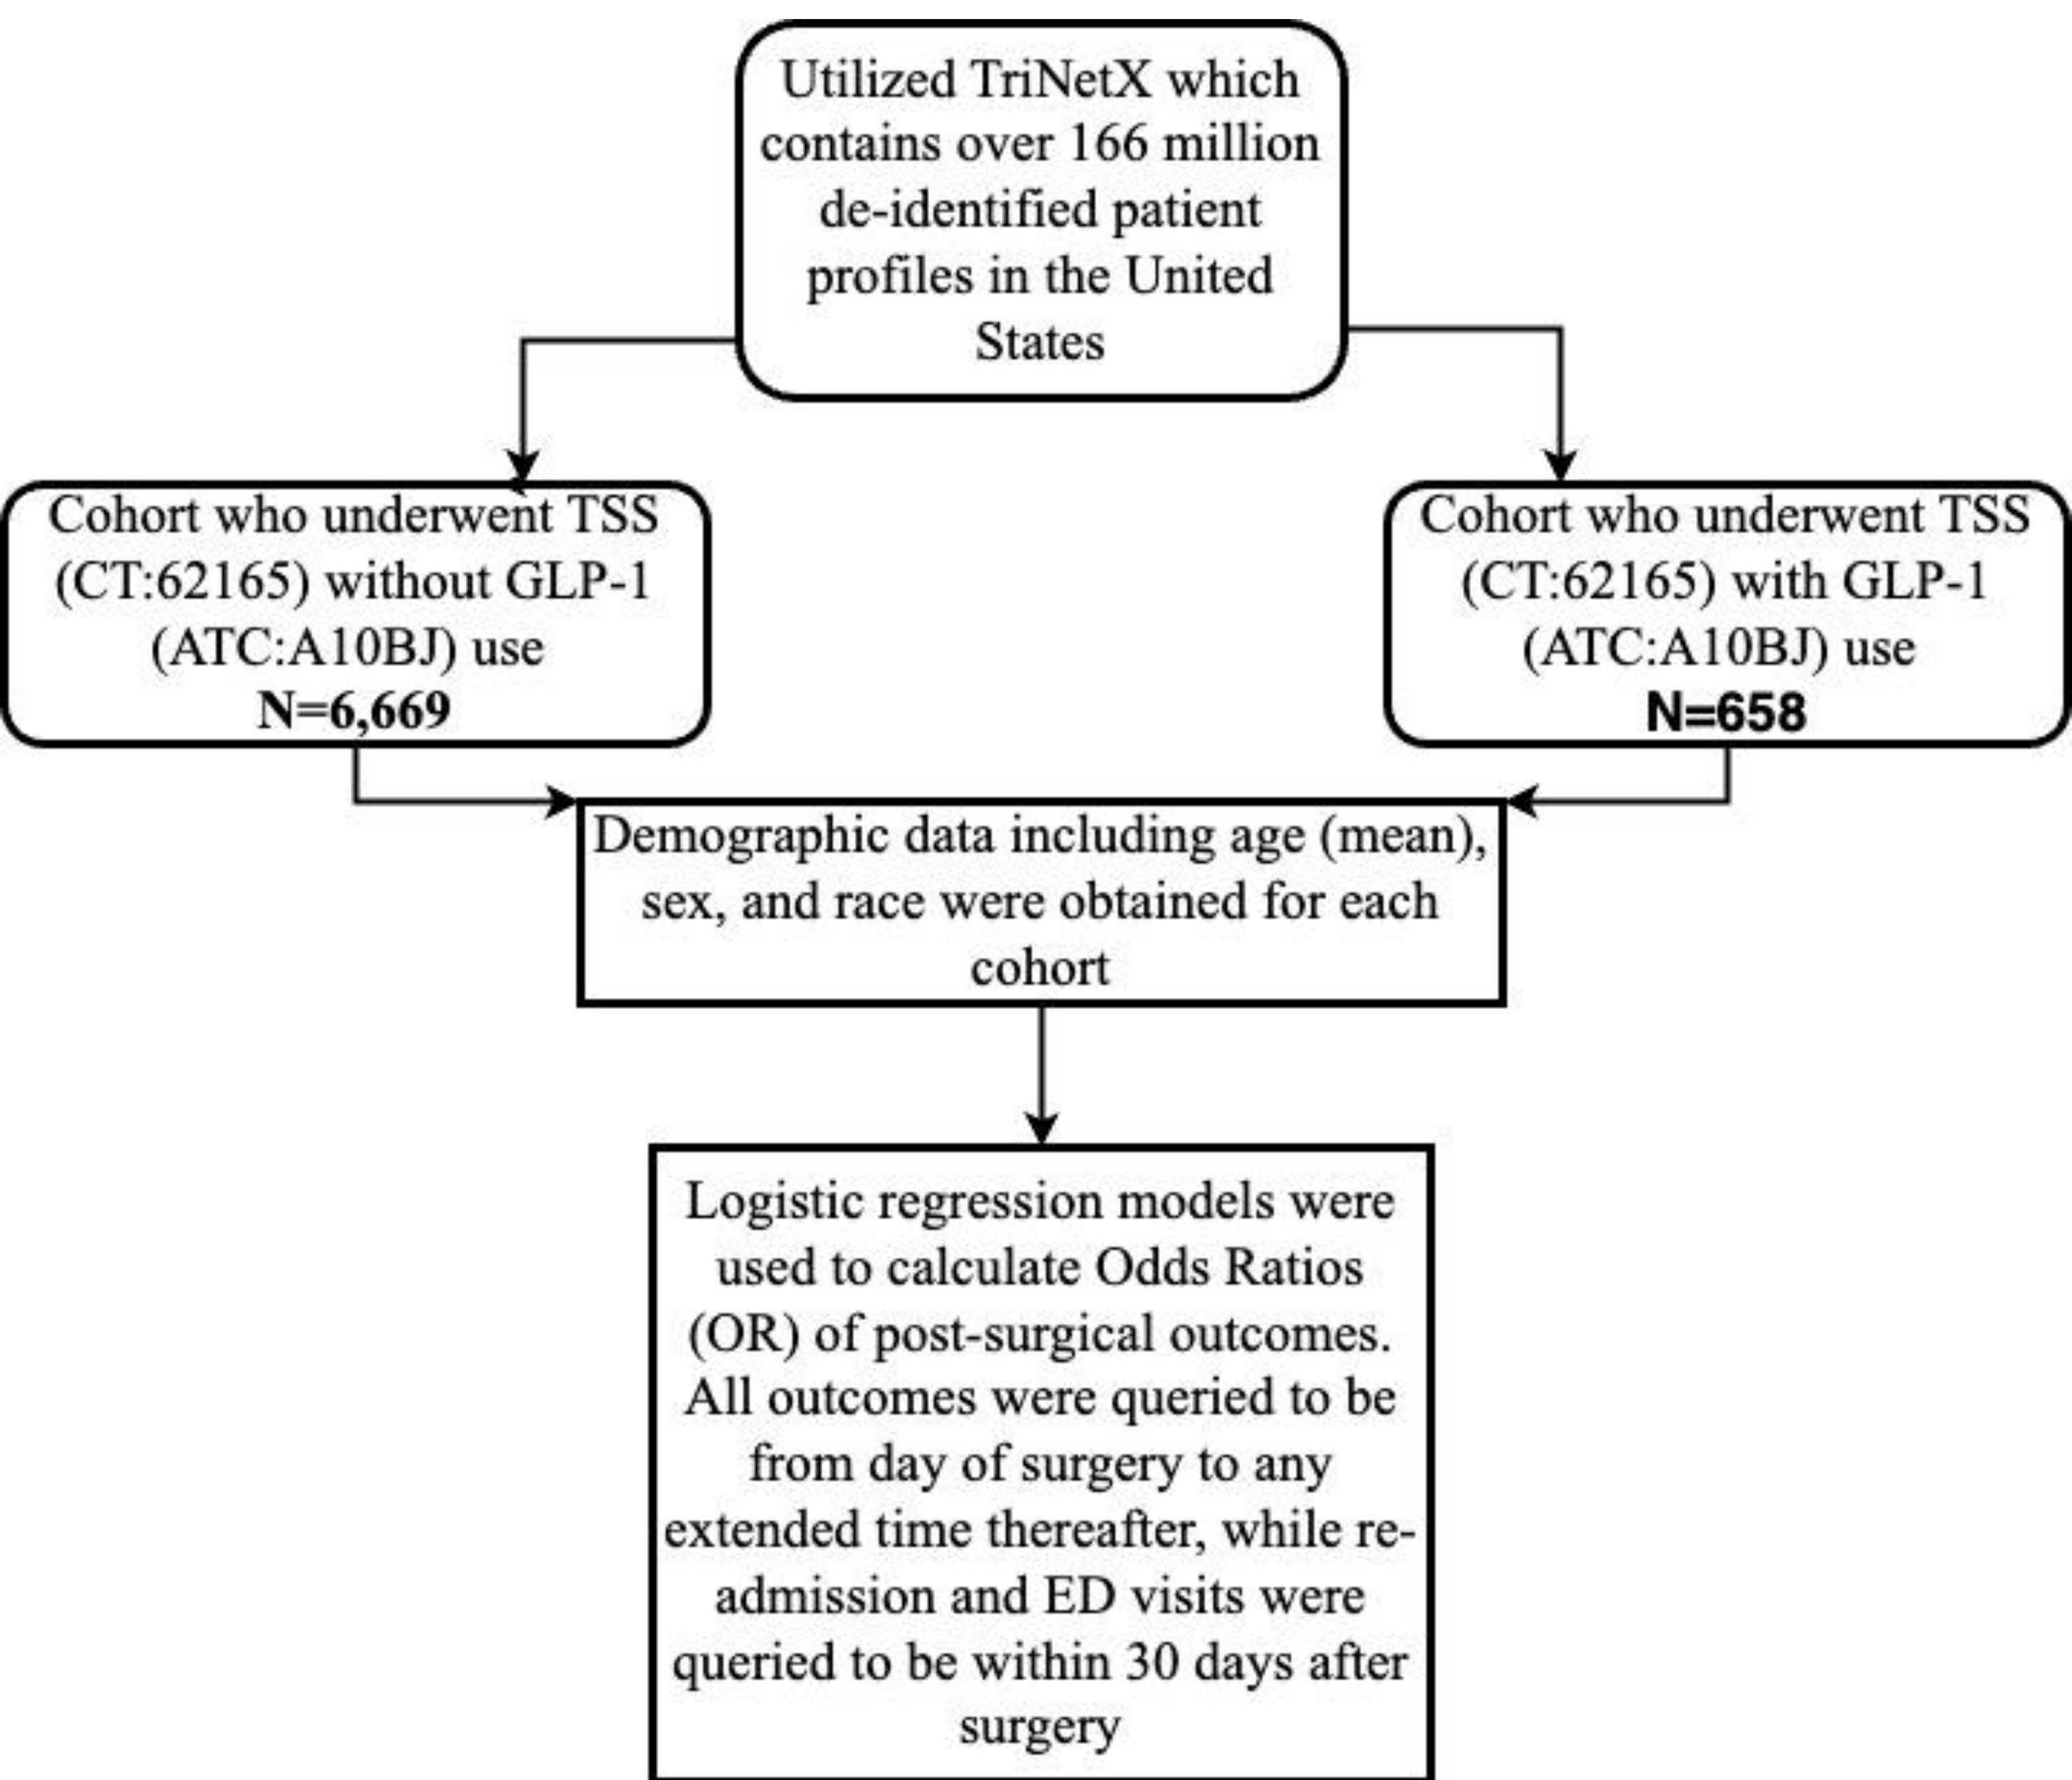 Utilized TriNetX which
contains over 166 million
de-identified patient
profiles in the United
States
Cohort who underwent TSS
(CT:62165) without GLP-1
(ATC:A10BJ) use
N=6,669
Cohort who underwent TSS
(CT:62165) with GLP-1
(ATC:A10BJ) use
N=658
Demographic data including age (mean),
sex, and race were obtained for each
cohort
Logistic regression models were
used to calculate Odds Ratios
(OR) of post-surgical outcomes.
All outcomes were queried to be
from day of surgery to any
extended time thereafter, while re-
admission and ED visits were
queried to be within 30 days after
surgery